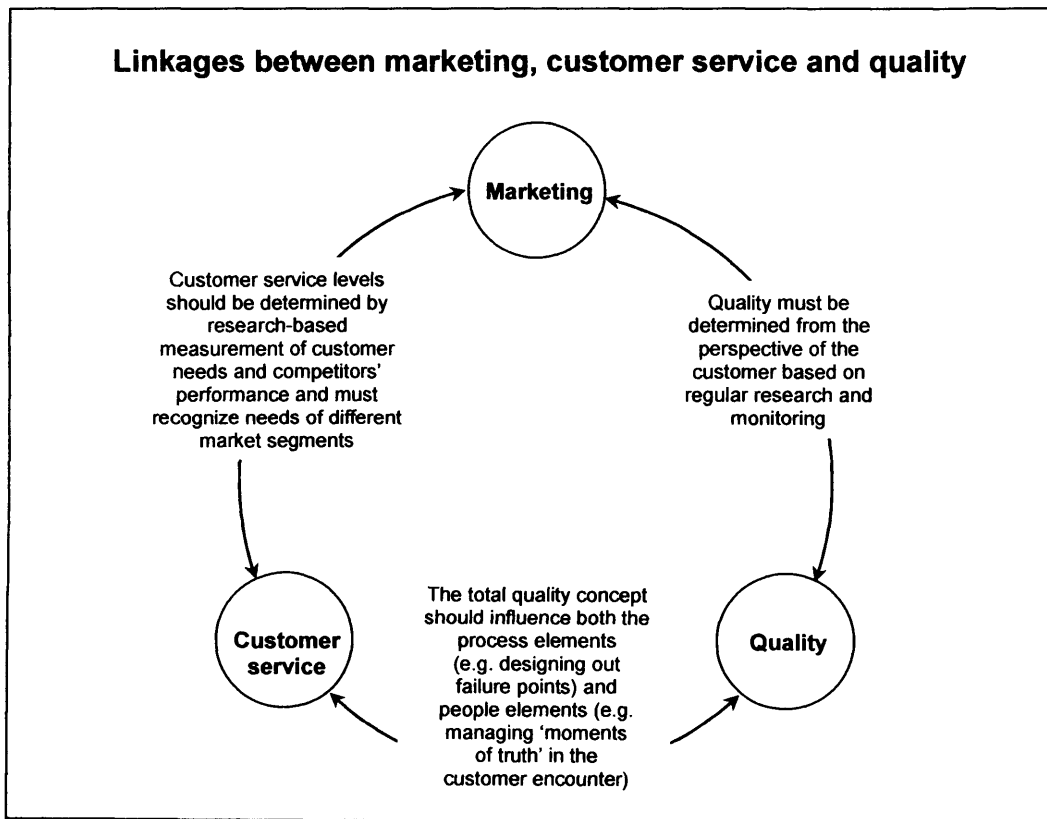 Linkages between marketing, customer service and quality
Marketing
Customer service levels
should be determined by
research-based
measurement of customer
needs and competitors'
performance and must
recognize needs of different
market segments
Quality must be
determined from the
perspective of the
customer based on
regular research and
monitoring
Customer
service
The total quality concept
should influence both the
process elements
(e.g. designing out
failure points) and
people elements (e.g.
managing ‘moments
of truth’ in the
customer encounter)
Quality